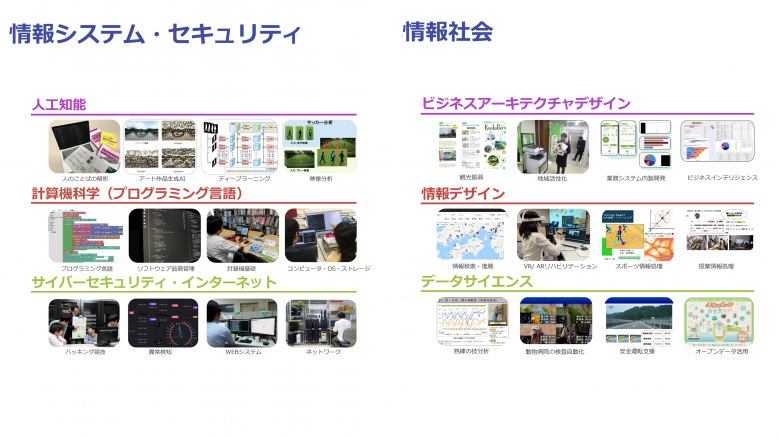 情報システム・セキュリティ
人工知能
サッカー分析
人のことばの解析
アート作品生成AI
ディープラーニング
映像分析
計算機科学（プログラミング言語）
プログラミング言語
ソフトウェア品質管理
計算機基礎
コンピュータ・OS・ストレージ
サイバーセキュリティ・インターネット
ハッキング競技
異常検知
WEBシステム
ネットワーク
情報社会
ビジネスアーキテクチャデザイン
観光振興
地域活性化
業務システム内製開発
ビジネスインテリジェンス
情報デザイン
情報検索・推薦
VR/ ARリハビリテーション
スポーツ情報処理
授業情報処理
データサイエンス
熟練の技分析
動物病院の検査自動化
安全運転支援
オープンデータ活用